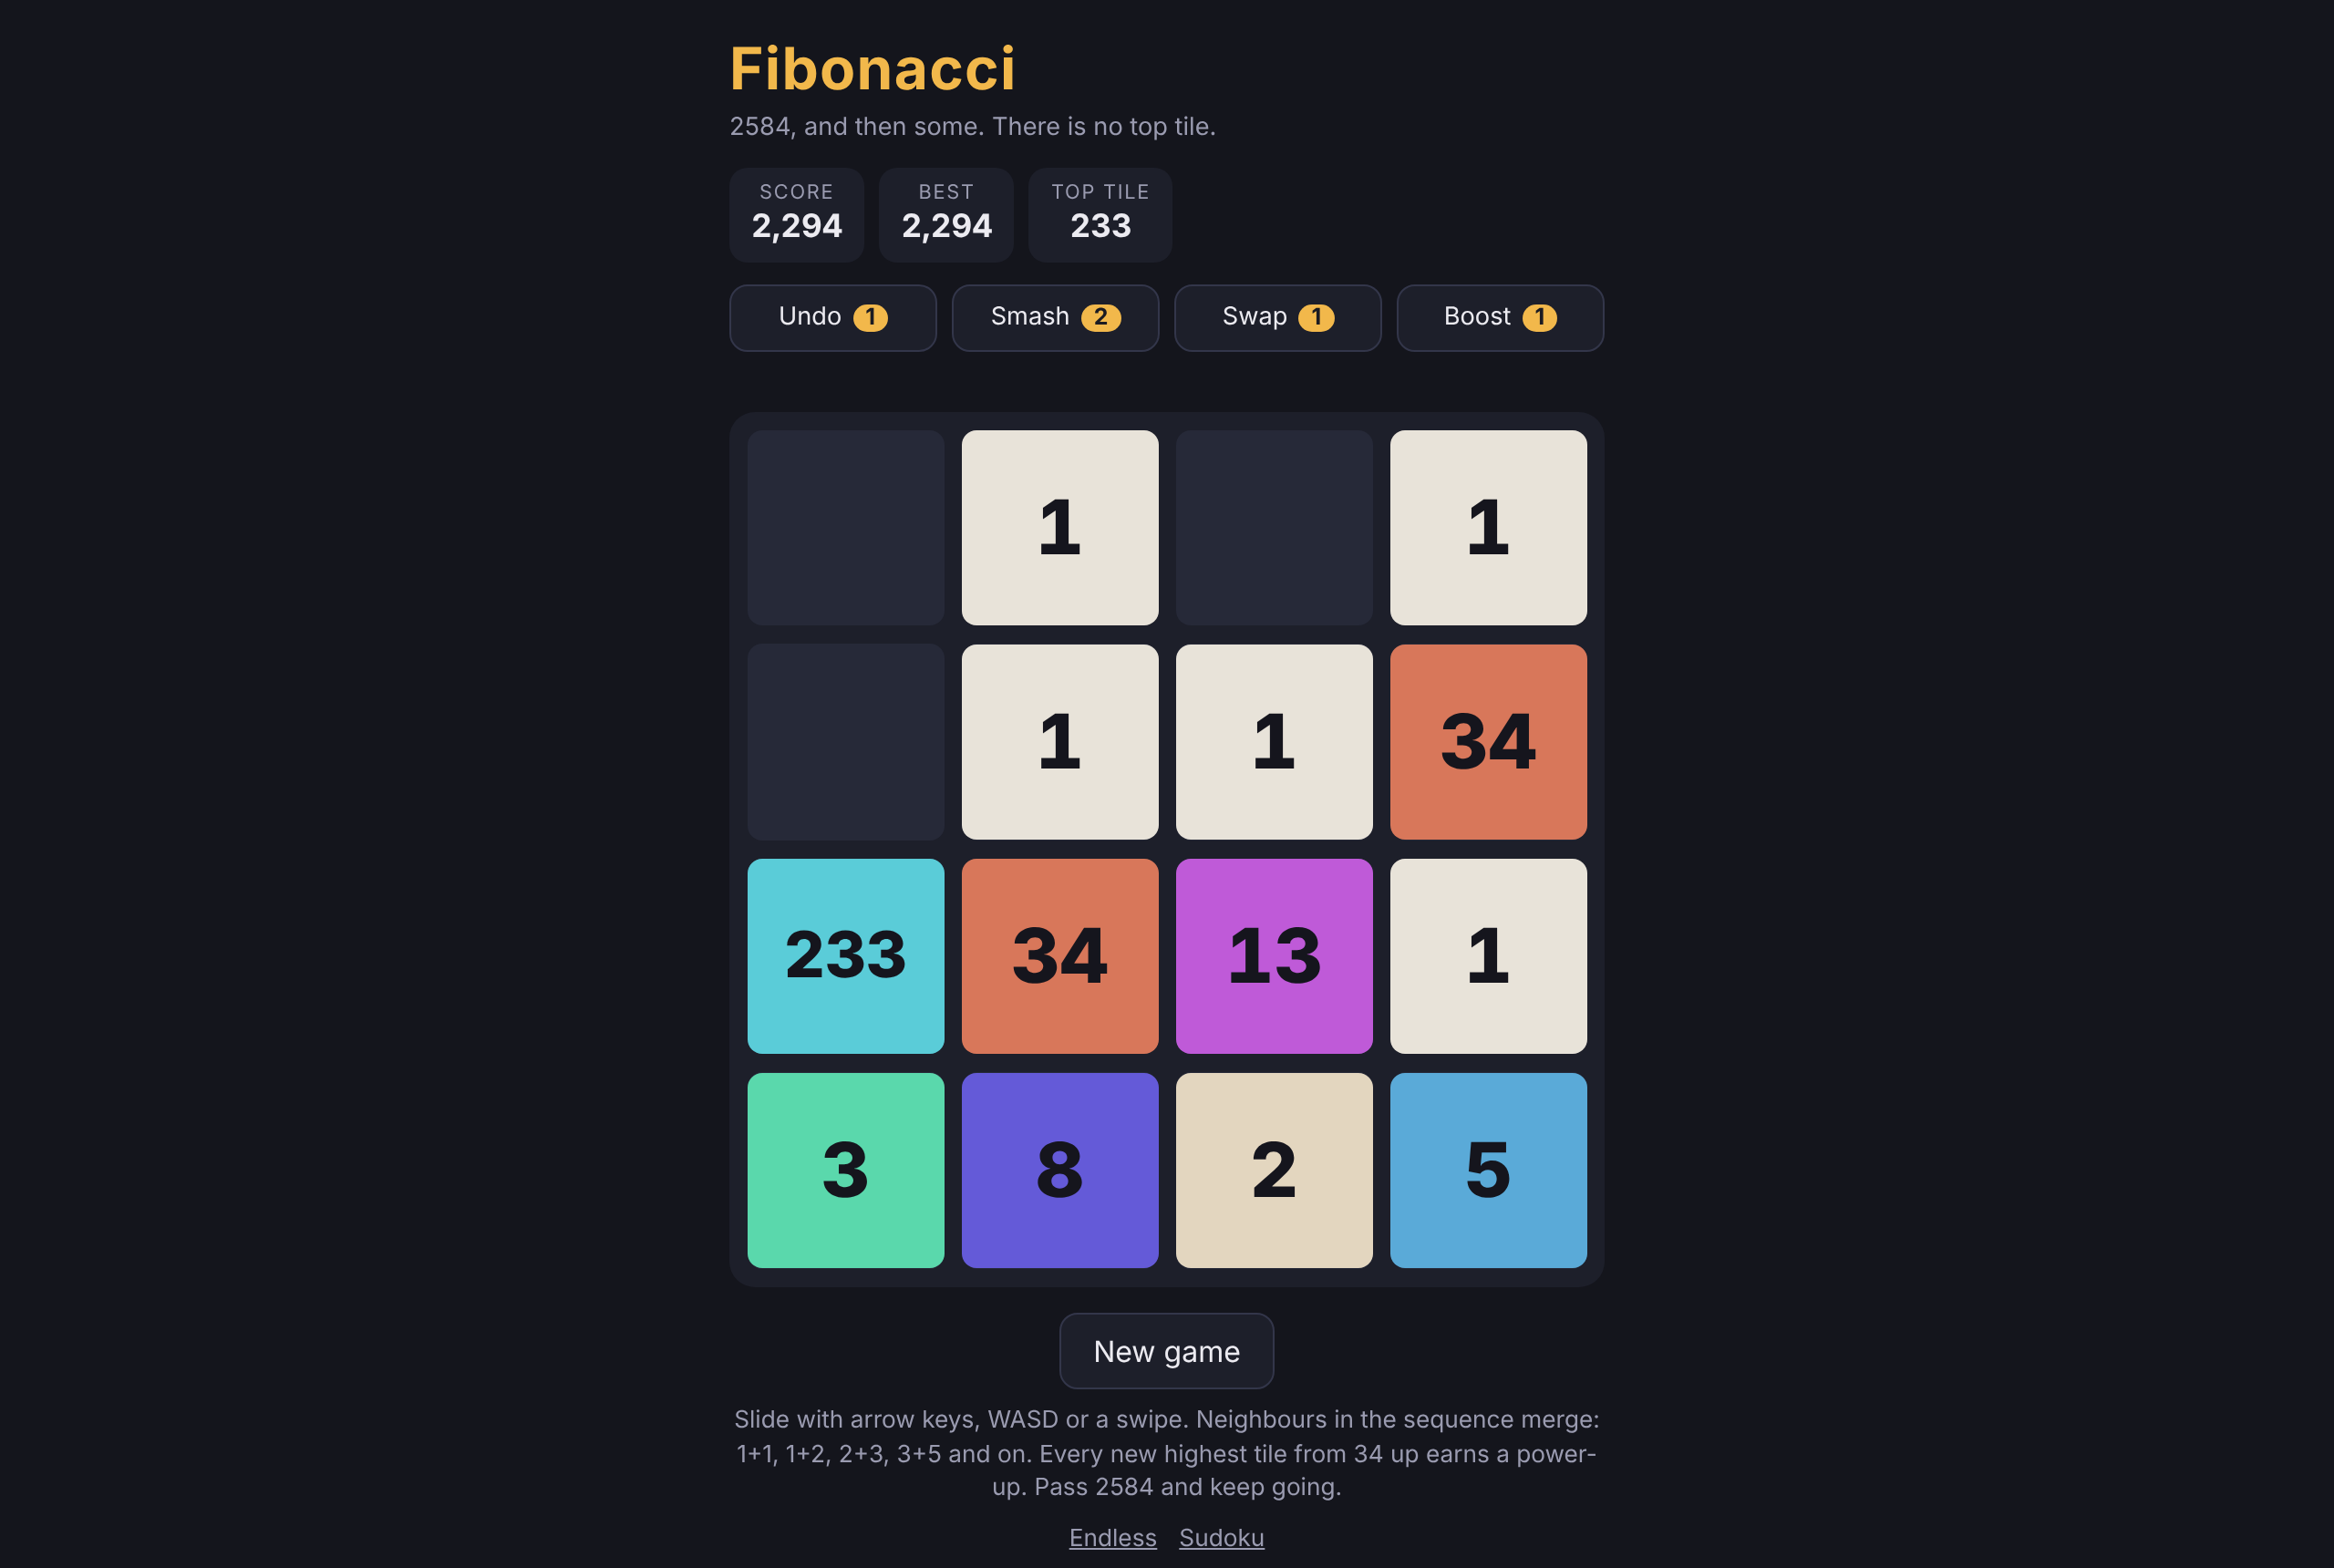 Fibonacci
2584, and then some. There is no top tile.
SCORE BEST TOP TILE
2,294 2,294 233
Undo 1 Smash 2 Swap 1 Boost 1
1 1
1 1 34
233 34 13 1
3 8 2 5
New game
Slide with arrow keys, WASD or a swipe. Neighbours in the sequence merge:
1+1, 1+2, 2+3, 3+5 and on. Every new highest tile from 34 up earns a power-
up. Pass 2584 and keep going.
Endless Sudoku